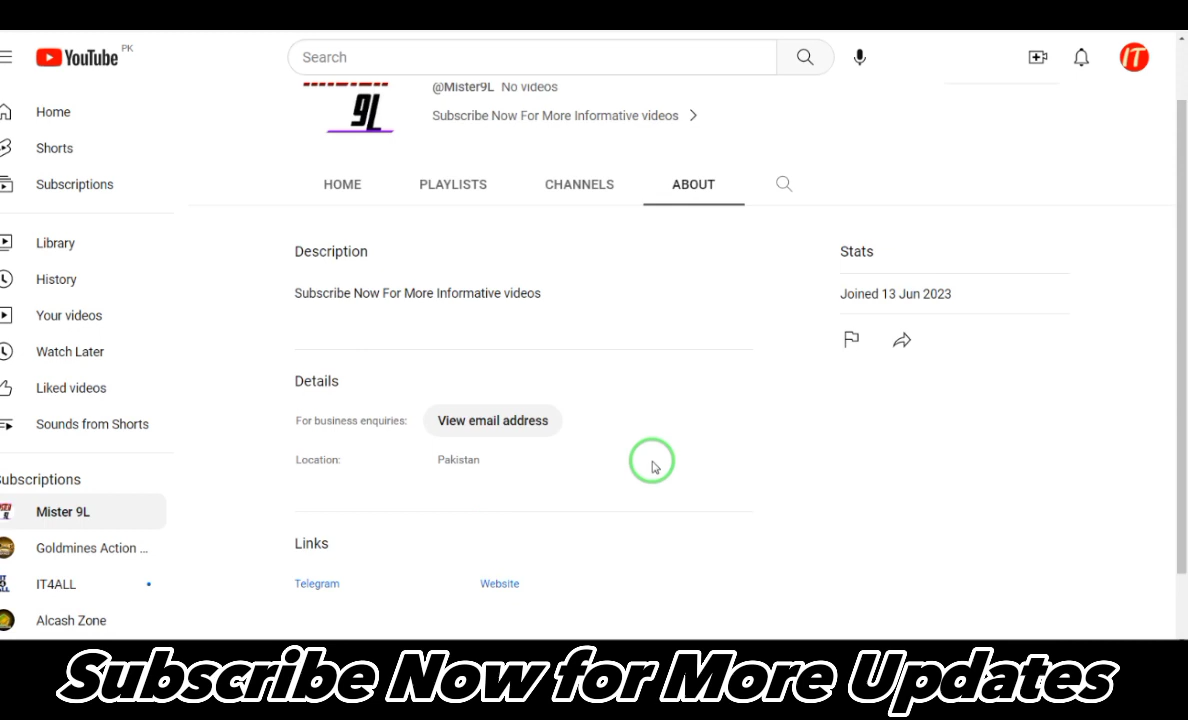 YouTube PK
Search
IT
@Mister9L No videos
9L
Subscribe Now For More Informative videos
Home
Shorts
Subscriptions
HOME PLAYLISTS CHANNELS ABOUT
Library
History
Your videos
Watch Later
Liked videos
Sounds from Shorts
Description
Stats
Subscribe Now For More Informative videos
Joined 13 Jun 2023
Details
For business enquiries: View email address
Location: Pakistan
ubscriptions
Mister 9L
Goldmines Action ...
IT4ALL
Alcash Zone
Links
Telegram Website
Subscribe Now for More Updates